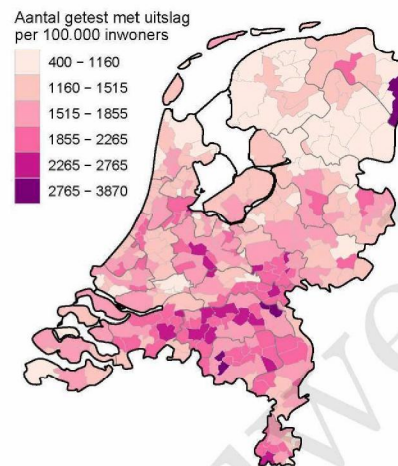 Aantal getest met uitslag
per 100.000 inwoners
400 – 1160
1160 – 1515
1515 – 1855
1855 – 2265
2265 – 2765
2765 – 3870